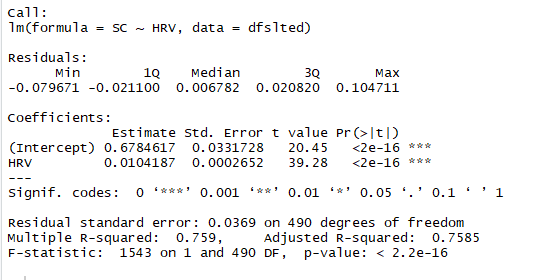 Call:
lm(formula = SC ~ HRV, data = dfslted)
Residuals:
Min 1Q Median 3Q Max
-0.079671 -0.021100 0.006782 0.020820 0.104711
Coefficients:
Estimate Std. Error t value Pr(>|t|)
(Intercept) 0.6784617 0.0331728 20.45 <2e-16 ***
HRV 0.0104187 0.0002652 39.28 <2e-16 ***
---
Signif. codes: 0 ‘***’ 0.001 ‘**’ 0.01 ‘*’ 0.05 ‘.’ 0.1 ‘ ’ 1
Residual standard error: 0.0369 on 490 degrees of freedom
Multiple R-squared: 0.759, Adjusted R-squared: 0.7585
F-statistic: 1543 on 1 and 490 DF, p-value: < 2.2e-16